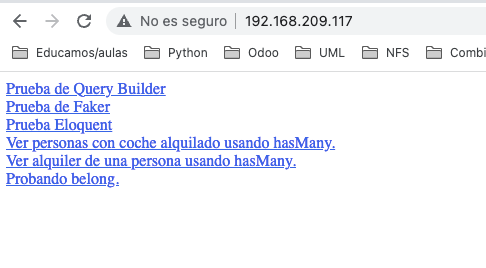 No es seguro | 192.168.209.117
Educamos/aulas Python Odoo UML NFS Combi
Prueba de Query Builder
Prueba de Faker
Prueba Eloquent
Ver personas con coche alquilado usando hasMany.
Ver alquiler de una persona usando hasMany.
Probando belong.